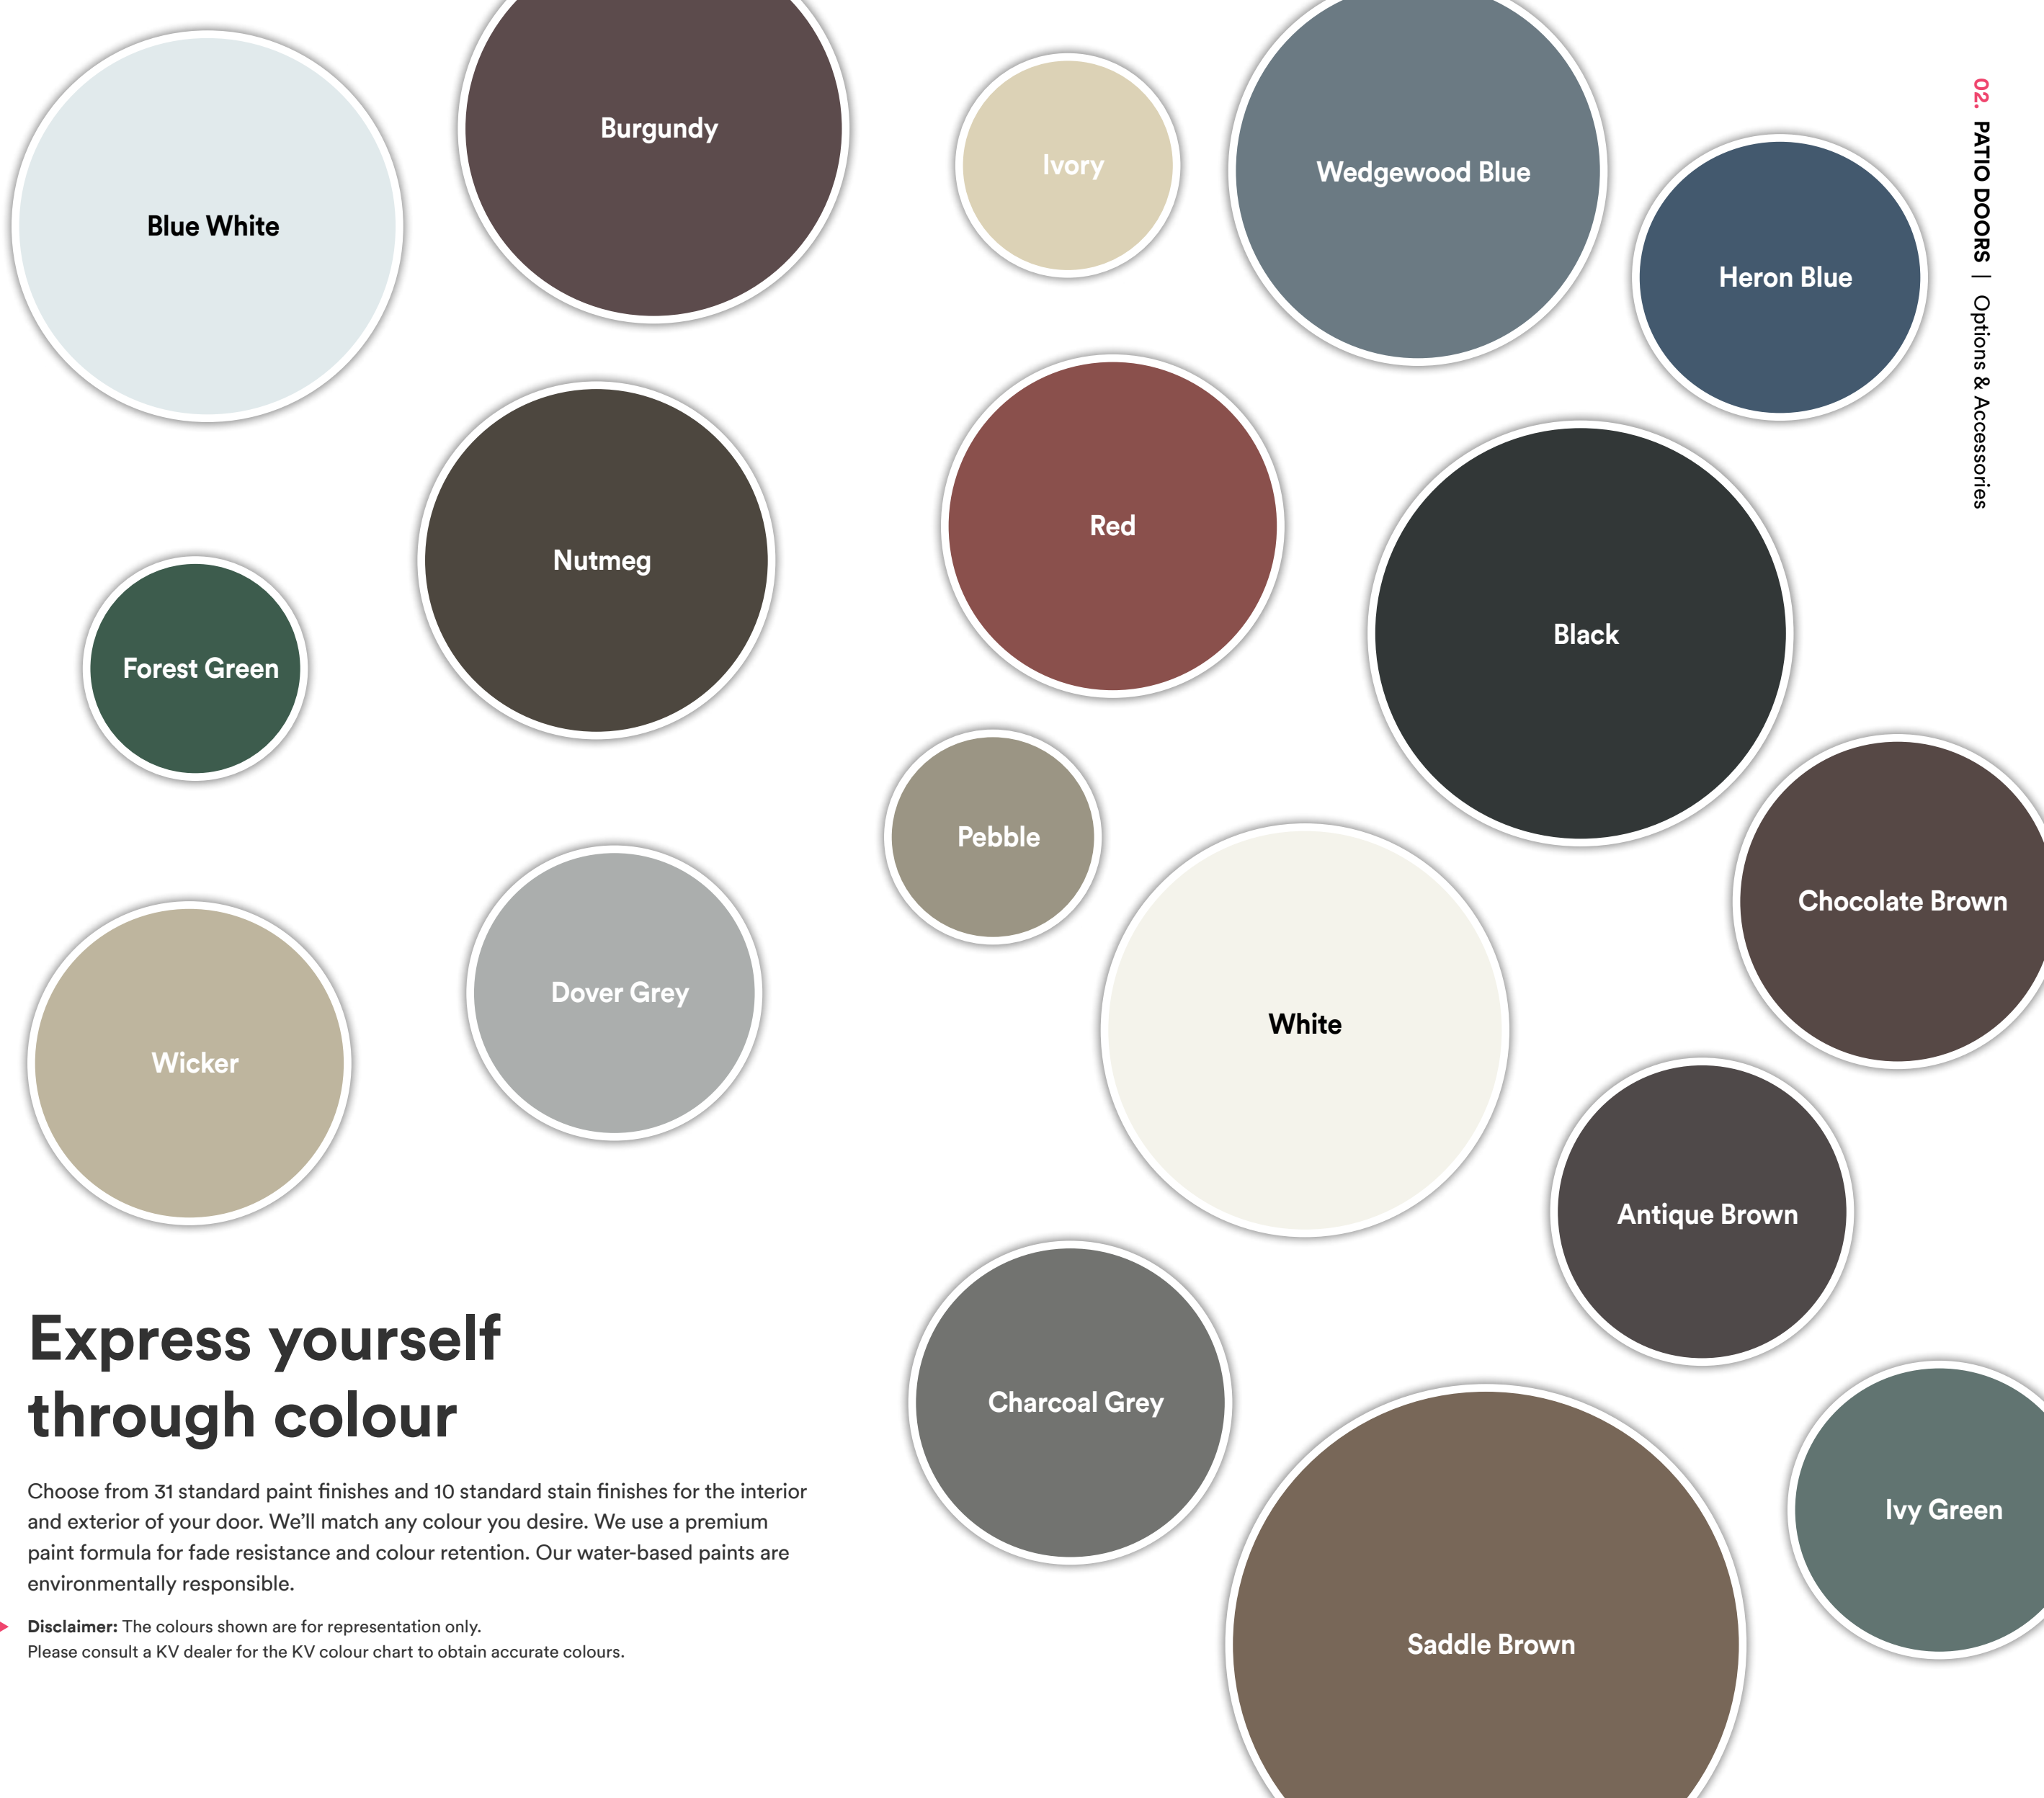 Blue White
Burgundy
Ivory
Wedgewood Blue
Heron Blue
02. PATIO DOORS | Options & Accessories
Nutmeg
Red
Black
Forest Green
Pebble
Chocolate Brown
Wicker
Dover Grey
White
Antique Brown
Charcoal Grey
Ivy Green
Saddle Brown
Express yourself
through colour
Choose from 31 standard paint finishes and 10 standard stain finishes for the interior
and exterior of your door. We’ll match any colour you desire. We use a premium
paint formula for fade resistance and colour retention. Our water-based paints are
environmentally responsible.
Disclaimer: The colours shown are for representation only.
Please consult a KV dealer for the KV colour chart to obtain accurate colours.